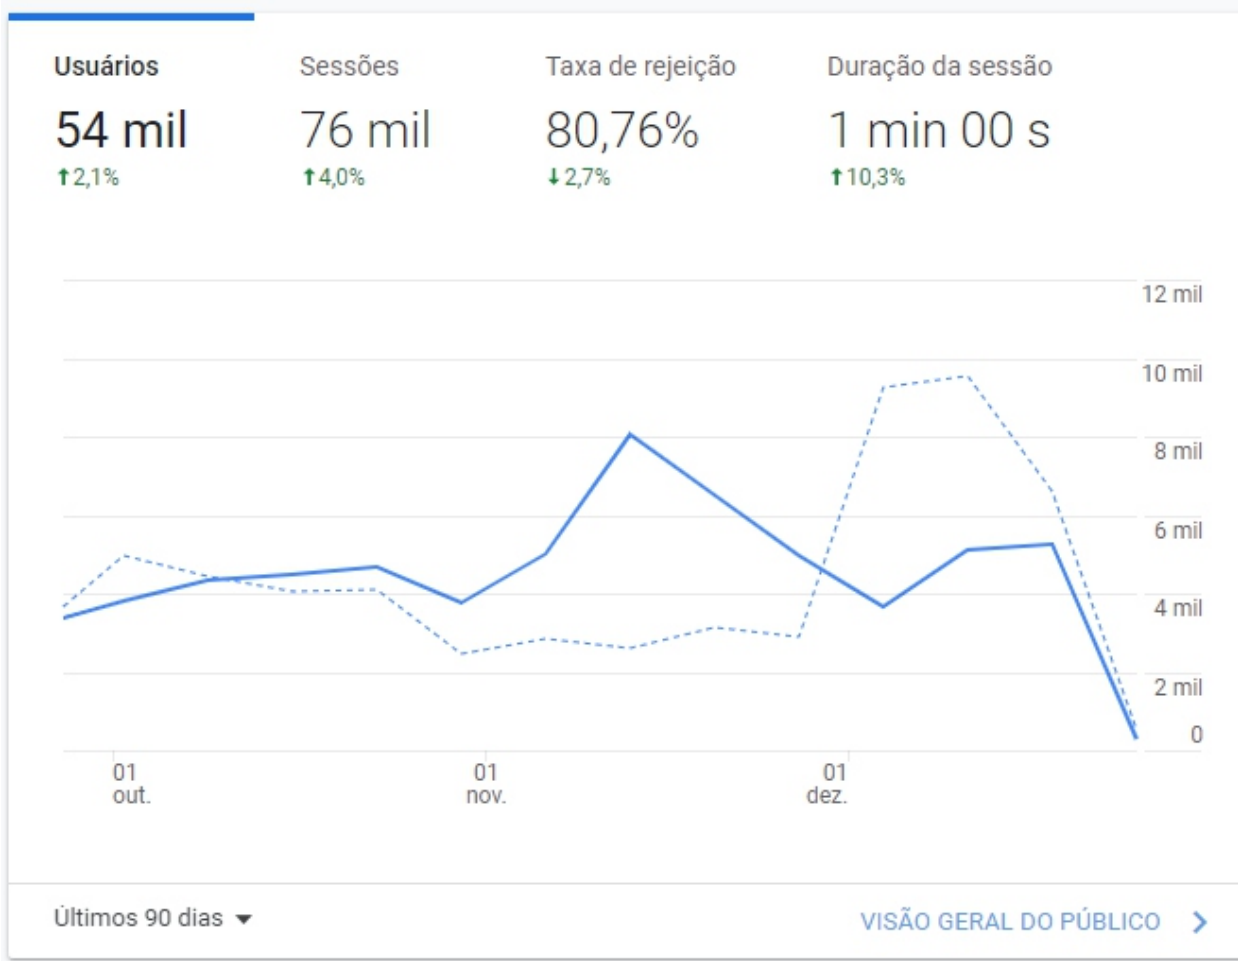 Usuários Sessões Taxa de rejeição Duração da sessão
54 mil 76 mil 80,76% 1 min 00 s
↑2,1% ↑4,0% ↓2,7% ↑10,3%
12 mil
10 mil
8 mil
6 mil
4 mil
2 mil
0
01 01 01
out. nov. dez.
Últimos 90 dias VISÃO GERAL DO PÚBLICO